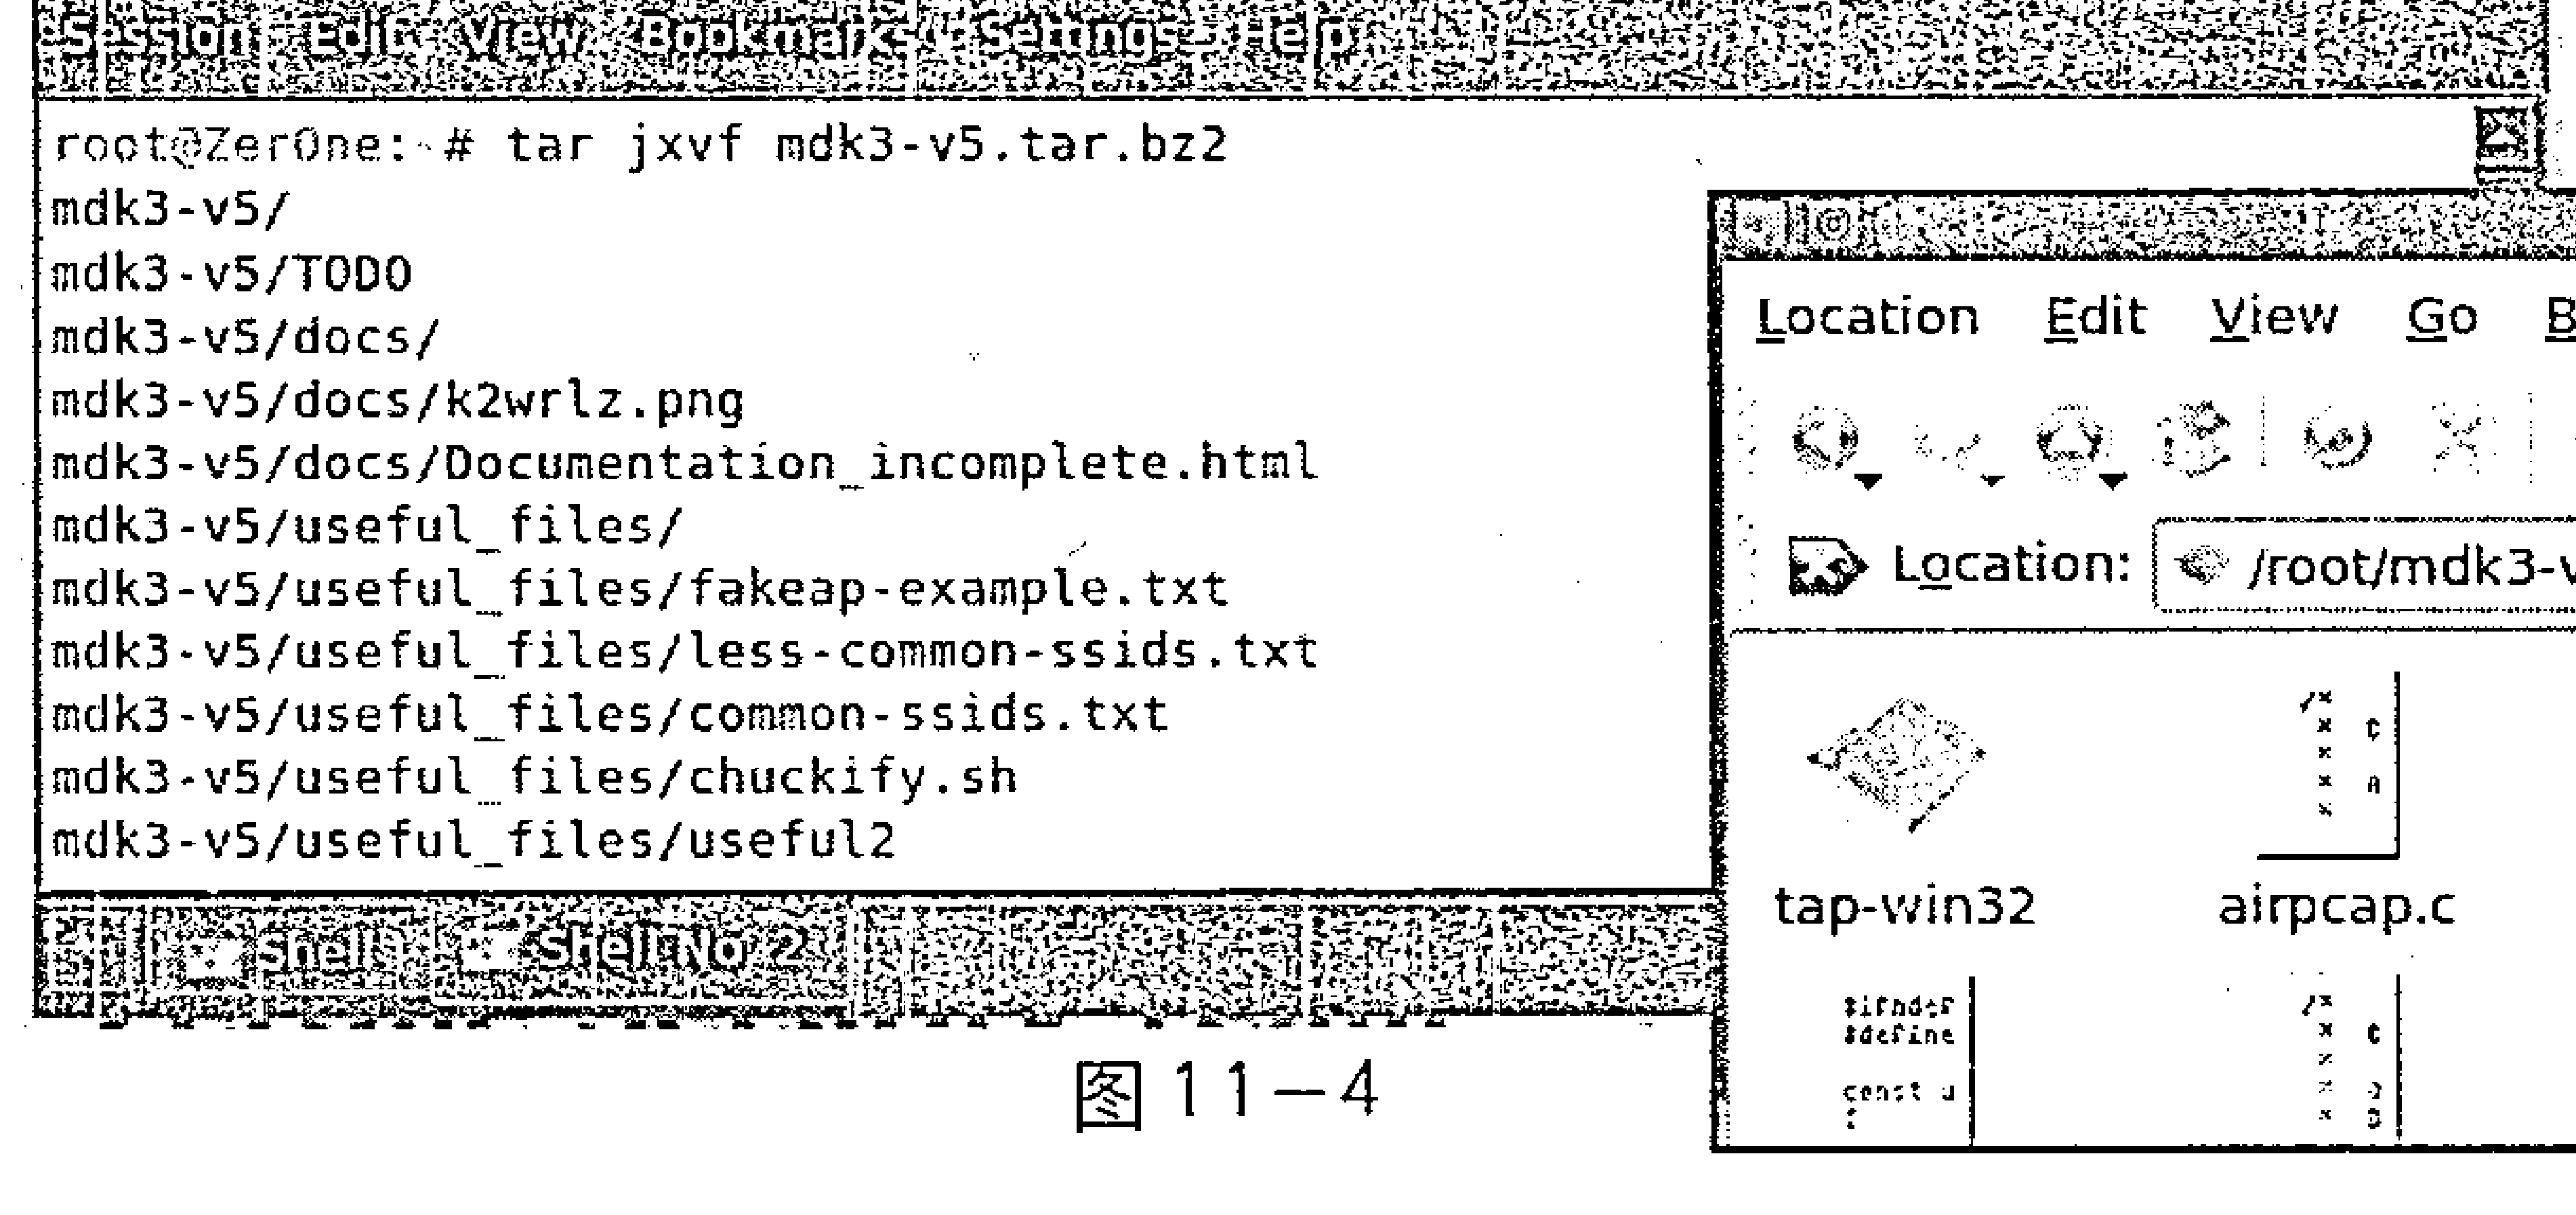 Session Edit View Bookmarks Settings Help
root@ZerOne:~# tar jxvf mdk3-v5.tar.bz2
mdk3-v5/
mdk3-v5/TODO
mdk3-v5/docs/
mdk3-v5/docs/k2wrlz.png
mdk3-v5/docs/Documentation_incomplete.html
mdk3-v5/useful_files/
mdk3-v5/useful_files/fakeap-example.txt
mdk3-v5/useful_files/less-common-ssids.txt
mdk3-v5/useful_files/common-ssids.txt
mdk3-v5/useful_files/chuckify.sh
mdk3-v5/useful_files/useful2
Shell Shell No 2
Location Edit View Go B
Location: /root/mdk3-v
/*
* C
*
* A
*
tap-win32 airpcap.c
#ifndef
#define
const u
图 11-4